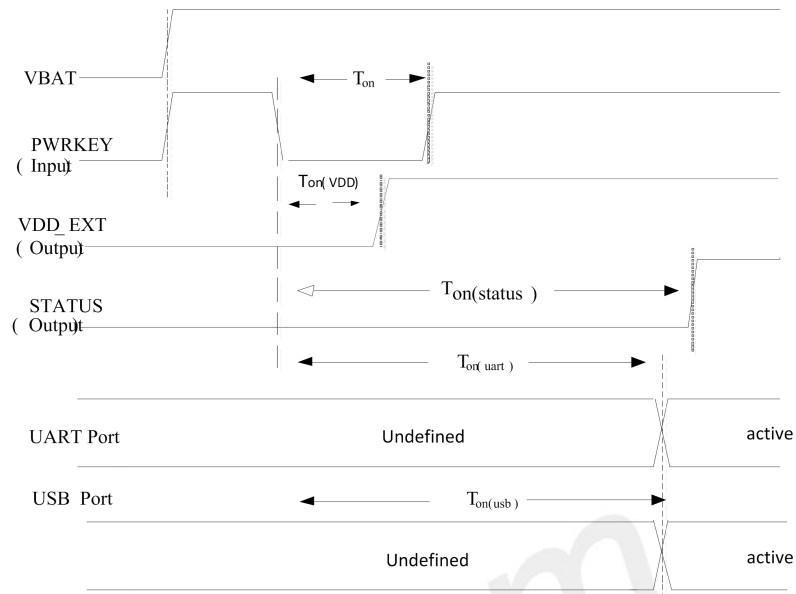 VBAT
Ton
PWRKEY
( Input)
Ton( VDD)
VDD_EXT
( Output)
Ton(status )
STATUS
( Output)
Ton( uart )
UART Port
Undefined
active
USB Port
Ton(usb)
Undefined
active